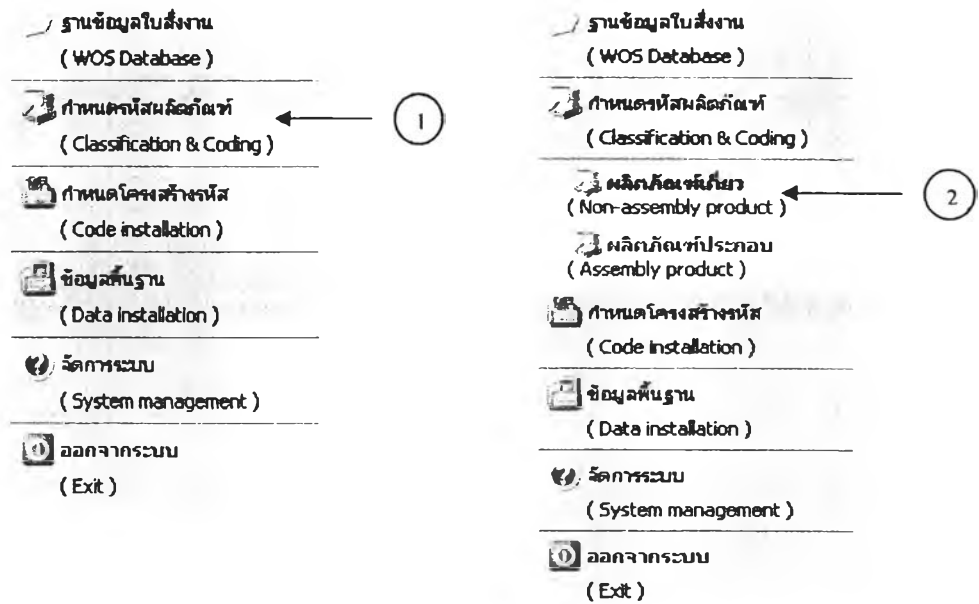 ฐานข้อมูลใบสั่งงาน
( WOS Database )
กำหนดรหัสผลิตภัณฑ์
( Classification & Coding )
1
กำหนดโครงสร้างรหัส
( Code installation )
ข้อมูลพื้นฐาน
( Data installation )
จัดการระบบ
( System management )
ออกจากระบบ
( Exit )
ฐานข้อมูลใบสั่งงาน
( WOS Database )
กำหนดรหัสผลิตภัณฑ์
( Classification & Coding )
ผลิตภัณฑ์เดี่ยว
( Non-assembly product )
2
ผลิตภัณฑ์ประกอบ
( Assembly product )
กำหนดโครงสร้างรหัส
( Code installation )
ข้อมูลพื้นฐาน
( Data installation )
จัดการระบบ
( System management )
ออกจากระบบ
( Exit )